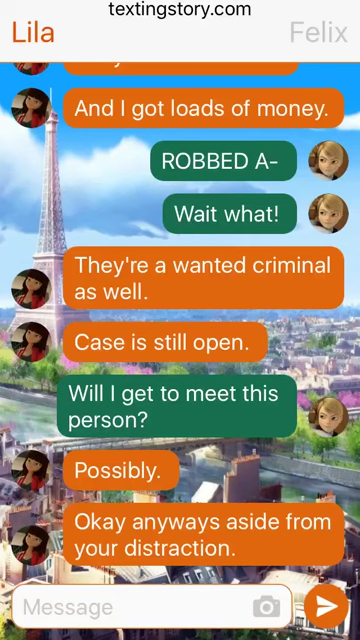 textingstory.com
Lila
Felix
And I got loads of money.
ROBBED A-
Wait what!
They're a wanted criminal
as well.
Case is still open.
Will I get to meet this
person?
Possibly.
Okay anyways aside from
your distraction.
Message